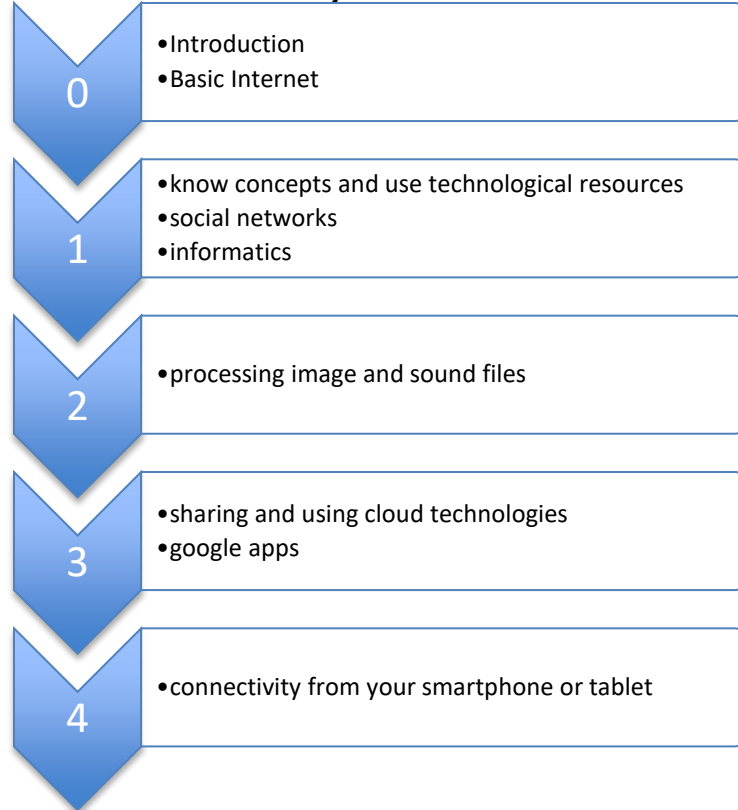 0
•Introduction
•Basic Internet
1
•know concepts and use technological resources
•social networks
•informatics
2
•processing image and sound files
3
•sharing and using cloud technologies
•google apps
4
•connectivity from your smartphone or tablet